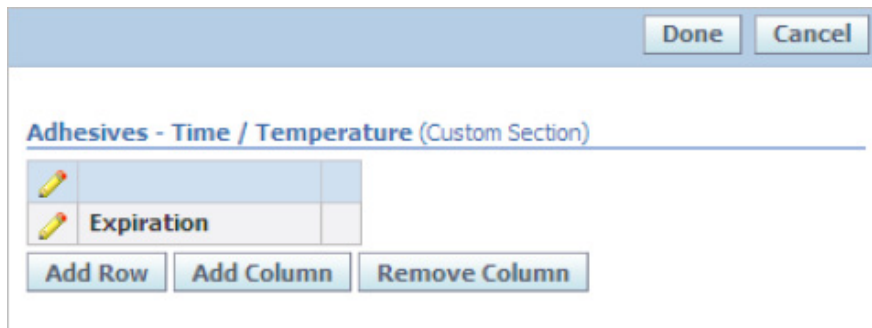 Done Cancel
Adhesives - Time / Temperature (Custom Section)
Expiration
Add Row Add Column Remove Column